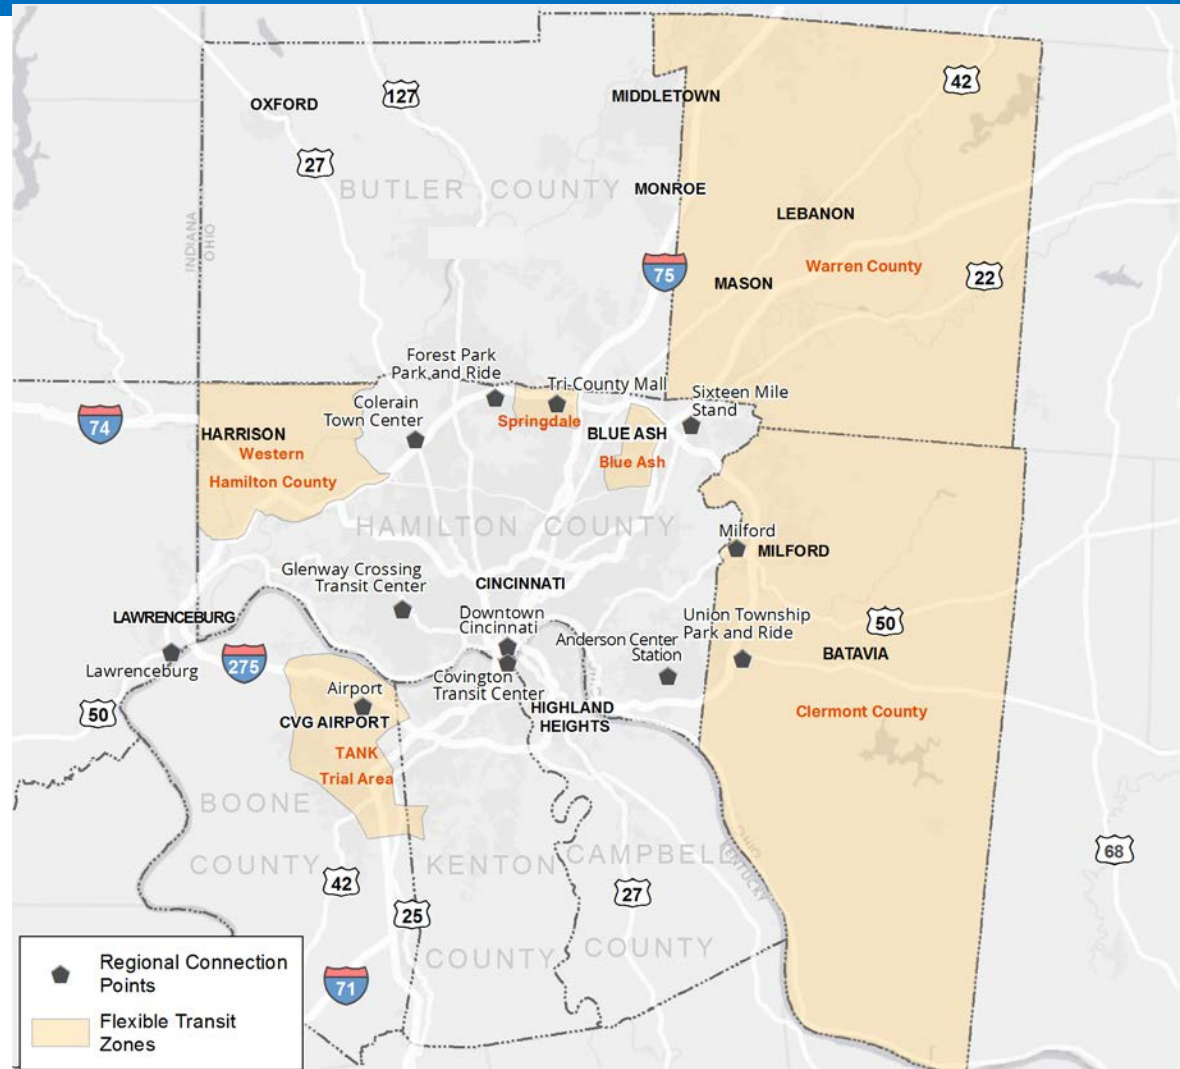 42
OXFORD
127
MIDDLETOWN
27
BUTLER COUNTY
MONROE
LEBANON
INDIANA
OHIO
75
Warren County
22
MASON
Forest Park
Park and Ride
Tri-County Mall
Sixteen Mile
Stand
Colerain
Town Center
74
Springdale
HARRISON
BLUE ASH
Western
Blue Ash
Hamilton County
HAMILTON COUNTY
Milford
MILFORD
Glenway Crossing
Transit Center
CINCINNATI
LAWRENCEBURG
Downtown
Cincinnati
Union Township
Park and Ride
50
Anderson Center
Station
BATAVIA
Lawrenceburg
275
Covington
Transit Center
Airport
50
CVG AIRPORT
HIGHLAND
HEIGHTS
Clermont County
TANK
Trial Area
BOONE
COUNTY
KENTON
COUNTY
CAMPBELL
COUNTY
OHIO
KENTUCKY
68
42
27
25
71
Regional Connection
Points
Flexible Transit
Zones